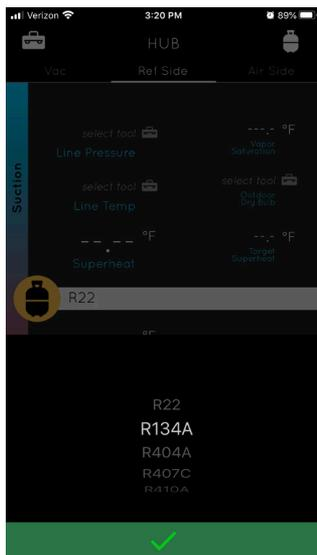 Verizon 3:20 PM 89%
HUB
Vac Ref Side Air Side
Suction
select tool ---.- °F
Line Pressure Vapor Saturation
select tool select tool
Line Temp Outdoor Dry Bulb
--.-- °F --.- °F
Superheat Target Superheat
R22
°F
R22
R134A
R404A
R407C
R410A